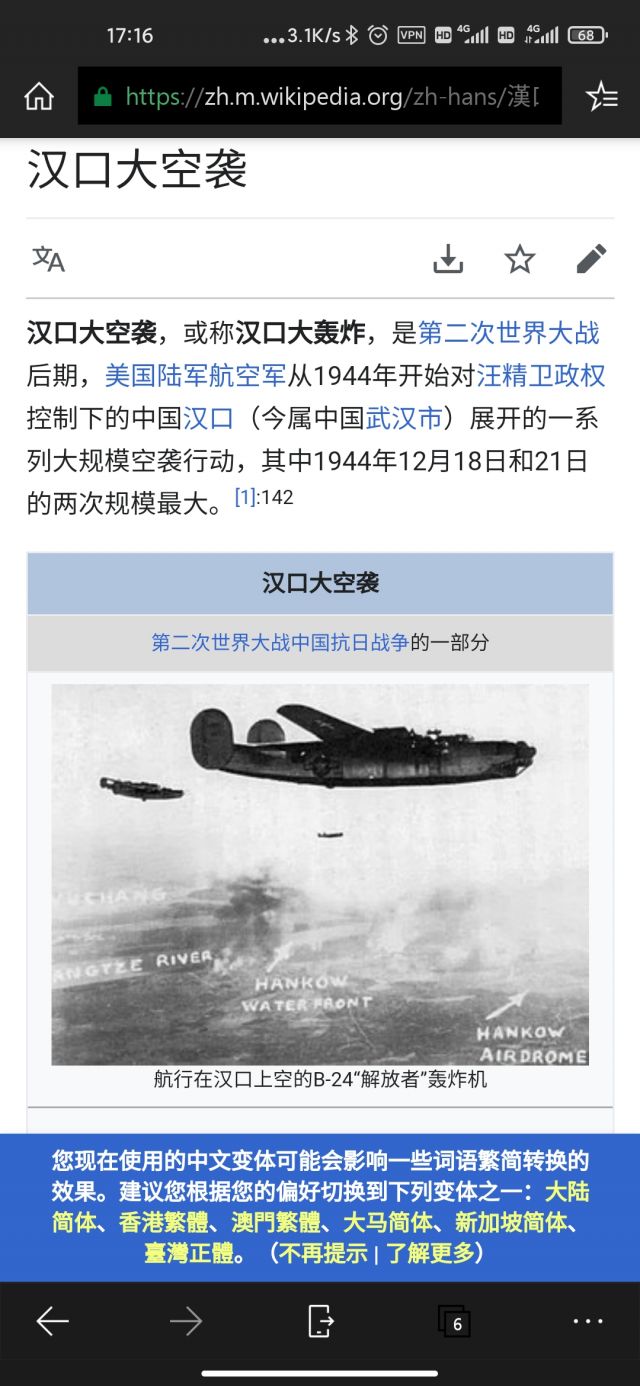 17:16
...3.1K/s VPN HD 4G HD 4G 68
https://zh.m.wikipedia.org/zh-hans/漢
汉口大空袭
文A
汉口大空袭，或称汉口大轰炸，是第二次世界大战
后期，美国陆军航空军从1944年开始对汪精卫政权
控制下的中国汉口（今属中国武汉市）展开的一系
列大规模空袭行动，其中1944年12月18日和21日
的两次规模最大。[1]:142
汉口大空袭
第二次世界大战中国抗日战争的一部分
UCHANG
ANGTZE RIVER
HANKOW
WATER FRONT
HANKOW
AIRDROME
航行在汉口上空的B-24“解放者”轰炸机
您现在使用的中文变体可能会影响一些词语繁简转换的
效果。建议您根据您的偏好切换到下列变体之一：大陆
简体、香港繁體、澳門繁體、大马简体、新加坡简体、
臺灣正體。（不再提示 | 了解更多）
6